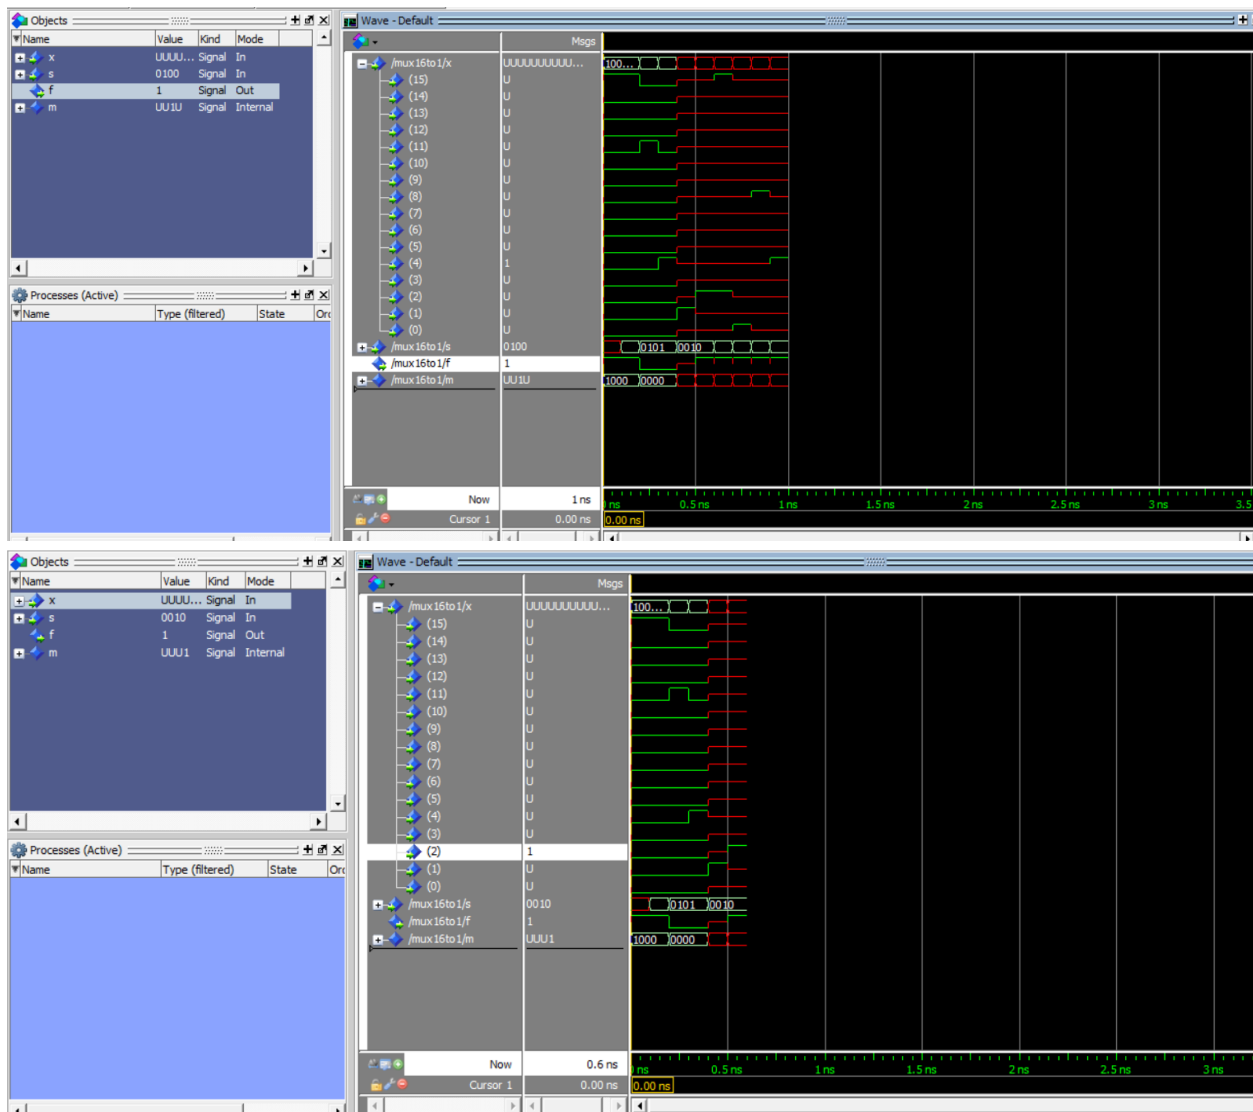 Objects
Name Value Kind Mode
x UUUU... Signal In
s 0100 Signal In
f 1 Signal Out
m UU1U Signal Internal
Processes (Active)
Name Type (filtered) State Ord
Wave - Default
Msgs
/mux16to1/x UUUUUUUUUU... 100...
(15) U
(14) U
(13) U
(12) U
(11) U
(10) U
(9) U
(8) U
(7) U
(6) U
(5) U
(4) 1
(3) U
(2) U
(1) U
(0) U
/mux16to1/s 0100 0101 0010
/mux16to1/f 1
/mux16to1/m UU1U 1000 0000
Now 1 ns ns 0.5 ns 1 ns 1.5 ns 2 ns 2.5 ns 3 ns 3.5
Cursor 1 0.00 ns 0.00 ns
Objects
Name Value Kind Mode
x UUUU... Signal In
s 0010 Signal In
f 1 Signal Out
m UUU1 Signal Internal
Processes (Active)
Name Type (filtered) State Ord
Wave - Default
Msgs
/mux16to1/x UUUUUUUUUU... 100...
(15) U
(14) U
(13) U
(12) U
(11) U
(10) U
(9) U
(8) U
(7) U
(6) U
(5) U
(4) U
(3) U
(2) 1
(1) U
(0) U
/mux16to1/s 0010 0101 0010
/mux16to1/f 1
/mux16to1/m UUU1 1000 0000
Now 0.6 ns ns 0.5 ns 1 ns 1.5 ns 2 ns 2.5 ns 3 ns
Cursor 1 0.00 ns 0.00 ns